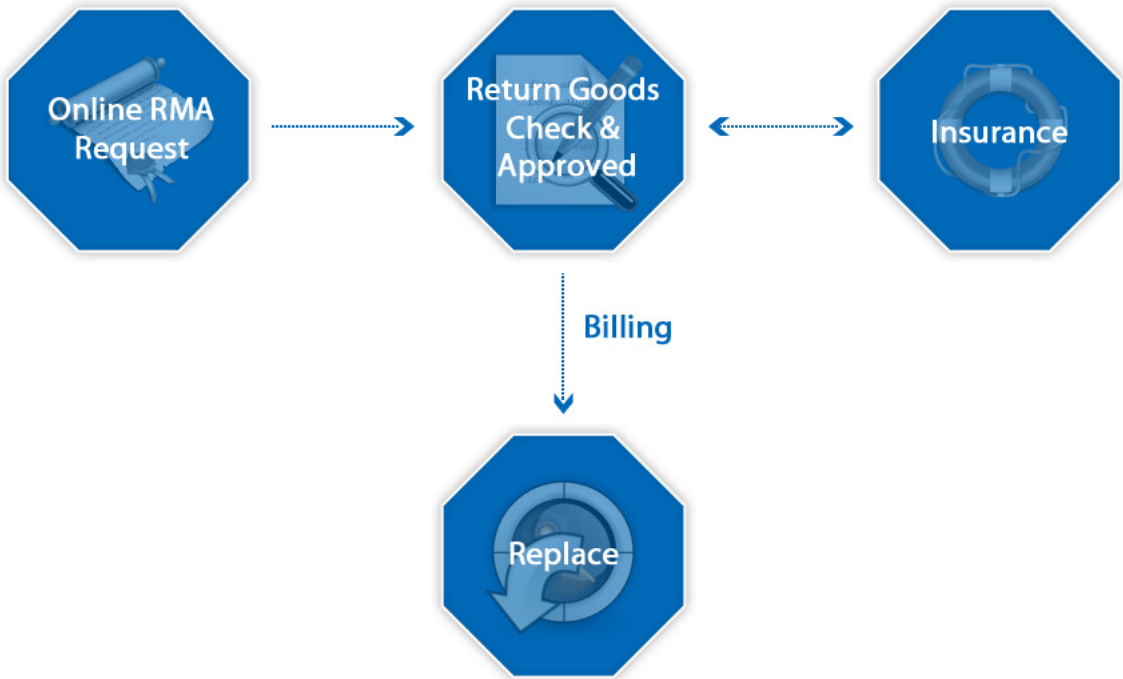 Online RMA
Request
Return Goods
Check &
Approved
Insurance
Billing
Replace